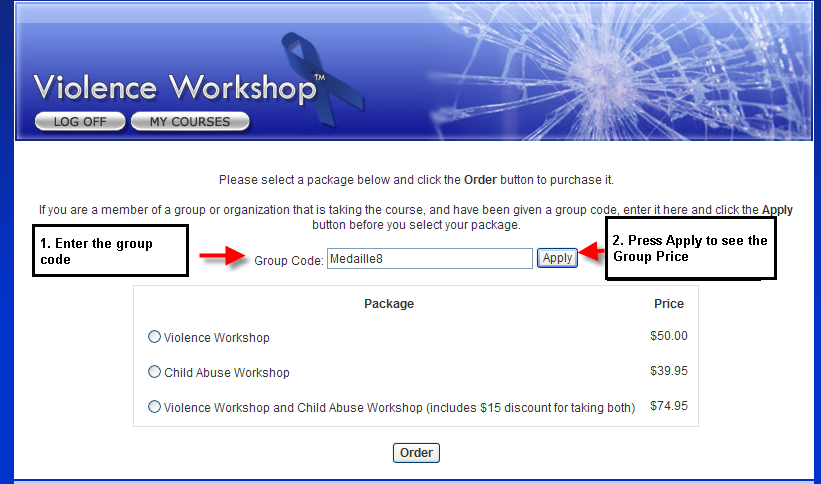 Violence Workshop™
LOG OFF MY COURSES
Please select a package below and click the Order button to purchase it.
If you are a member of a group or organization that is taking the course, and have been given a group code, enter it here and click the Apply
button before you select your package.
1. Enter the group
code
Group Code: Medaille8 Apply
2. Press Apply to see the
Group Price
Package Price
Violence Workshop $50.00
Child Abuse Workshop $39.95
Violence Workshop and Child Abuse Workshop (includes $15 discount for taking both) $74.95
Order